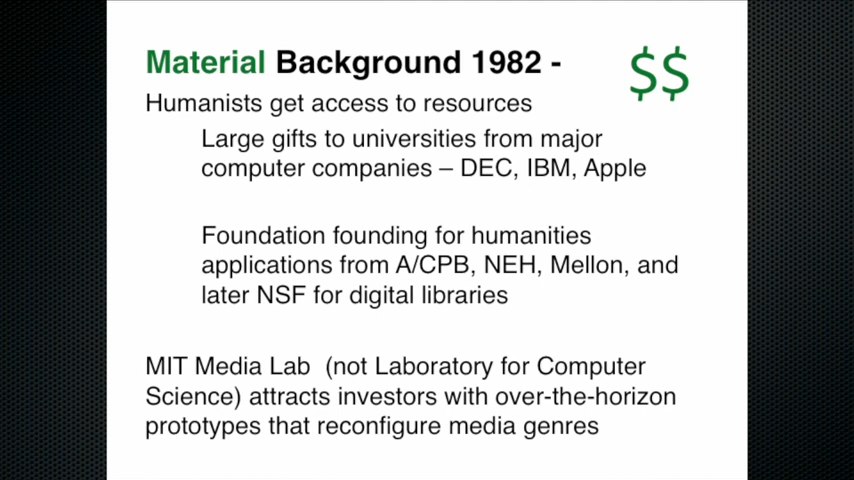 Material Background 1982 -
$$
Humanists get access to resources
Large gifts to universities from major
computer companies – DEC, IBM, Apple
Foundation founding for humanities
applications from A/CPB, NEH, Mellon, and
later NSF for digital libraries
MIT Media Lab  (not Laboratory for Computer
Science) attracts investors with over-the-horizon
prototypes that reconfigure media genres